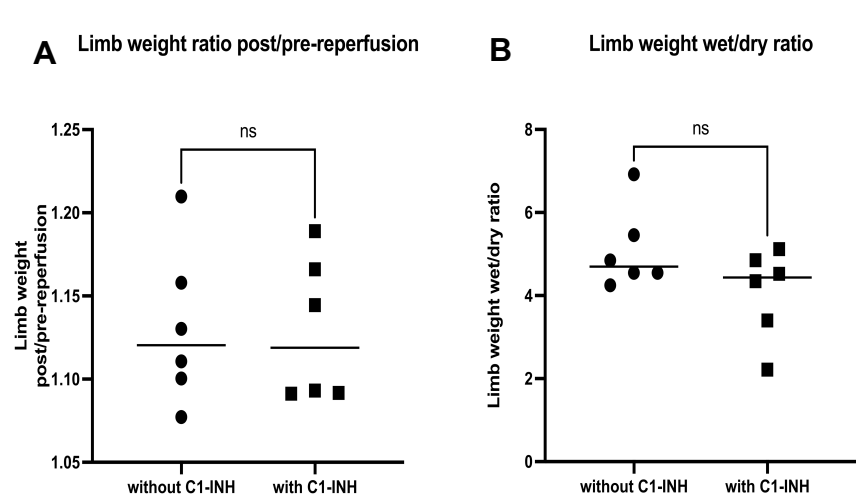 A
Limb weight ratio post/pre-reperfusion
1.25
1.20
1.15
1.10
1.05
Limb weight
post/pre-reperfusion
ns
without C1-INH
with C1-INH
B
Limb weight wet/dry ratio
8
6
4
2
0
Limb weight wet/dry ratio
ns
without C1-INH
with C1-INH